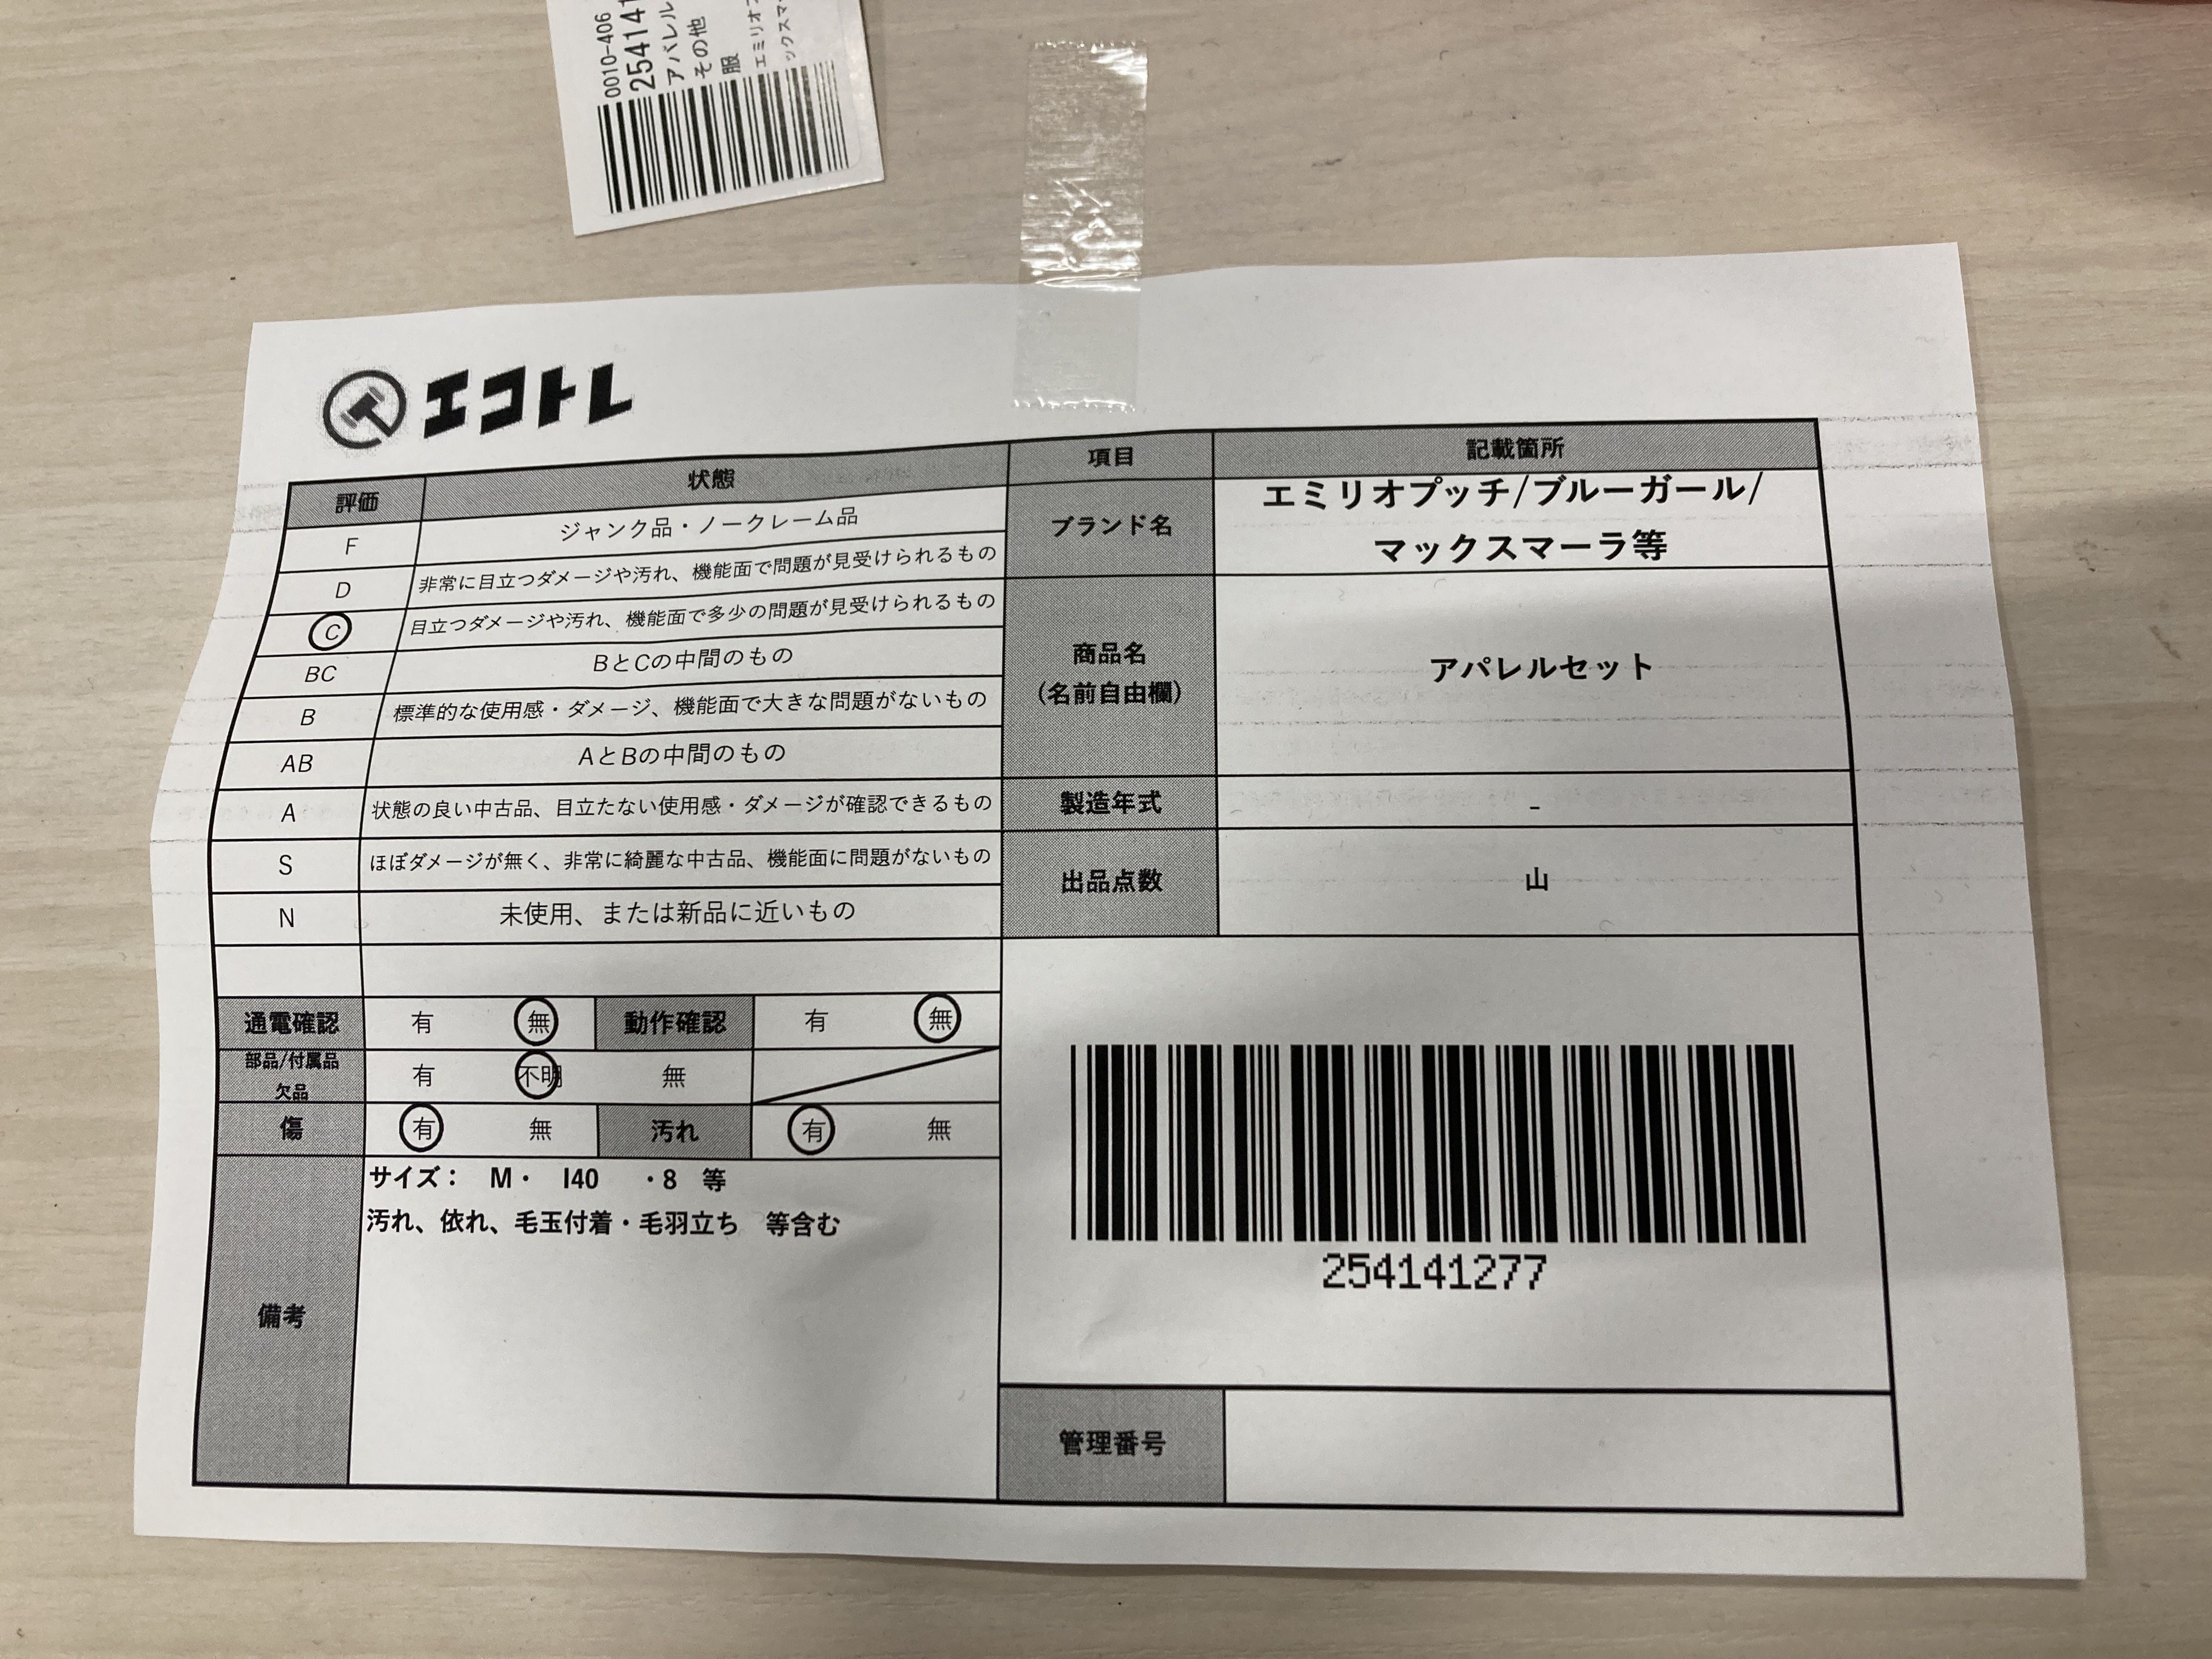 0010-406
254141
アパレル
その他
服
エコトレ
評価 状態
F ジャンク品・ノークレーム品
D 非常に目立つダメージや汚れ、機能面で問題が見受けられるもの
C 目立つダメージや汚れ、機能面で多少の問題が見受けられるもの
BC BとCの中間のもの
B 標準的な使用感・ダメージ、機能面で大きな問題がないもの
AB AとBの中間のもの
A 状態の良い中古品、目立たない使用感・ダメージが確認できるもの
S ほぼダメージが無く、非常に綺麗な中古品、機能面に問題がないもの
N 未使用、または新品に近いもの
通電確認 有 無 動作確認 有 無
部品/付属品
欠品 有 不明 無
傷 有 無 汚れ 有 無
備考
サイズ： M・ I40 ・8 等
汚れ、依れ、毛玉付着・毛羽立ち 等含む
項目 記載箇所
ブランド名
エミリオプッチ/ブルーガール/
マックスマーラ等
商品名
(名前自由欄)
アパレルセット
製造年式 -
出品点数 山
254141277
管理番号